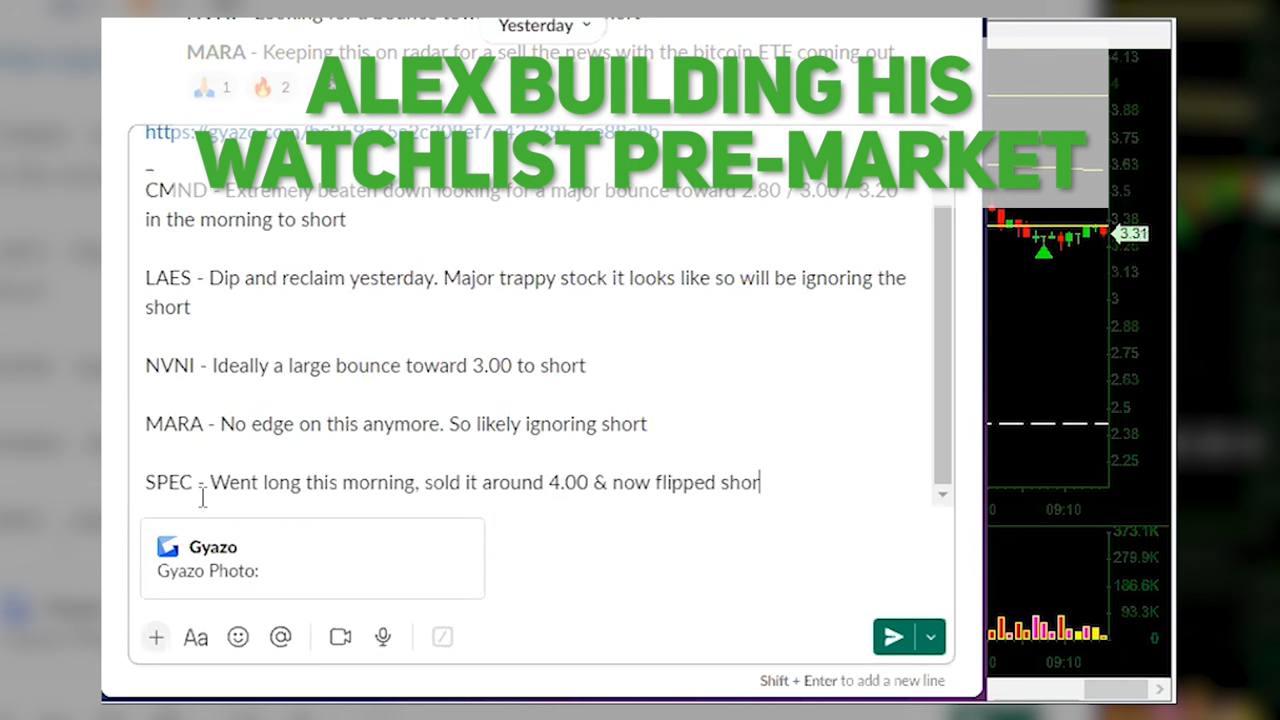 Yesterday
MARA - Keeping this on radar for a sell the news with the bitcoin ETF coming out
ALEX BUILDING HIS
WATCHLIST PRE-MARKET
1
2
CMND - Extremely beaten down looking for a major bounce toward 2.80 / 3.00 / 3.20
in the morning to short
LAES - Dip and reclaim yesterday. Major trappy stock it looks like so will be ignoring the
short
NVNI - Ideally a large bounce toward 3.00 to short
MARA - No edge on this anymore. So likely ignoring short
SPEC - Went long this morning, sold it around 4.00 & now flipped shor
Gyazo
Gyazo Photo:
Aa
Shift + Enter to add a new line
4.13
4
3.88
3.75
3.63
3.5
3.38
3.31
3.13
3
2.88
2.75
2.63
2.5
2.38
2.25
0
09:10
373.1K
279.9K
186.6K
93.3K
0
0
09:10